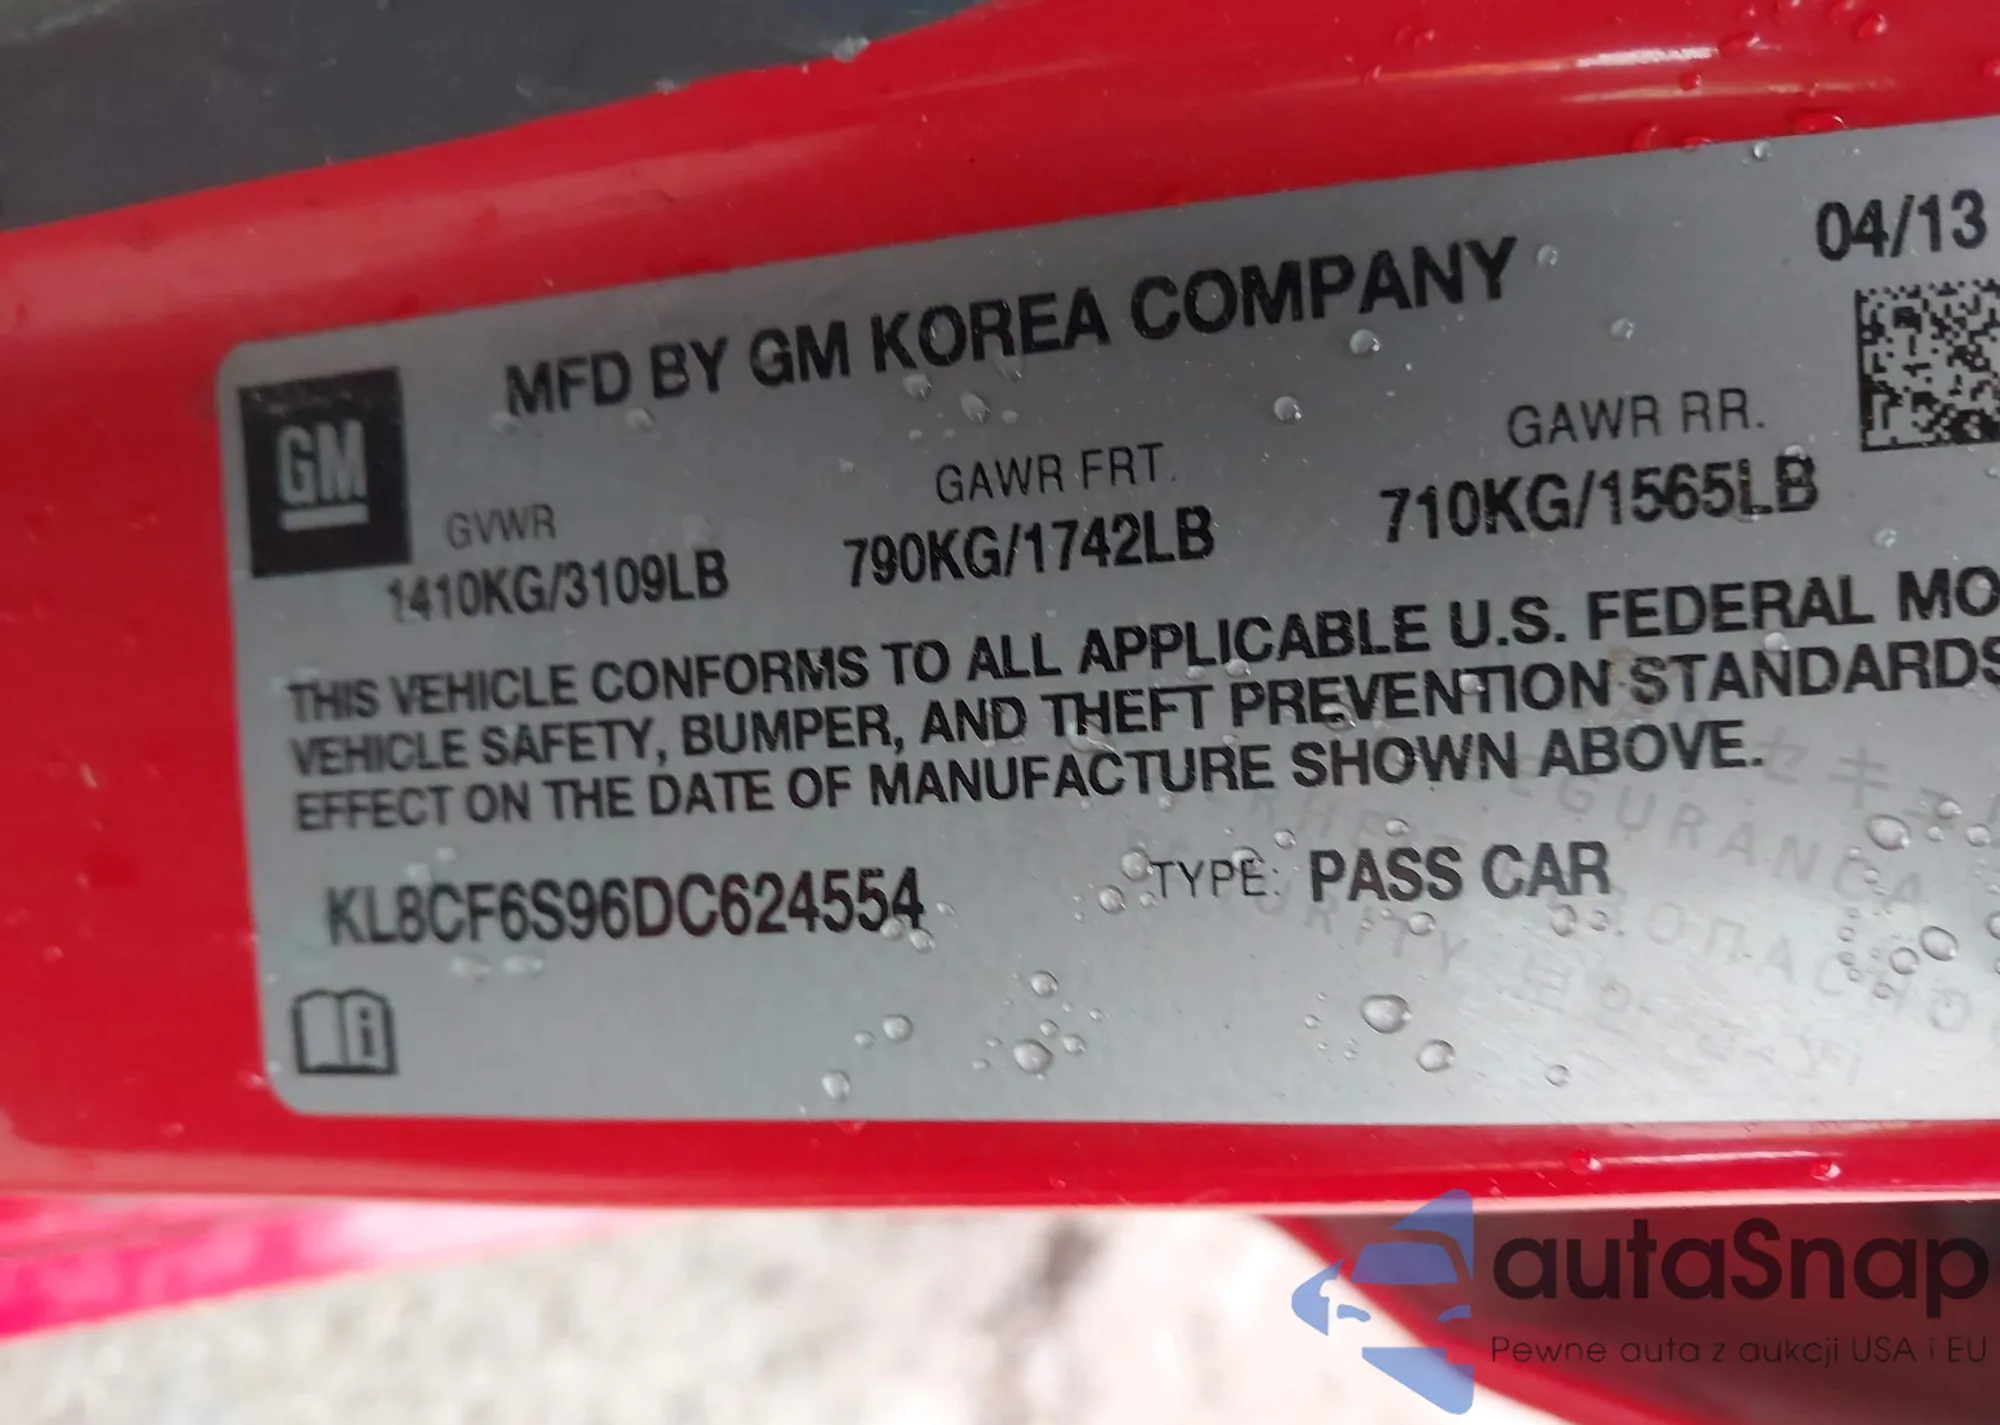 04/13
MFD BY GM KOREA COMPANY
GM
GVWR GAWR FRT. GAWR RR.
1410KG/3109LB 790KG/1742LB 710KG/1565LB
THIS VEHICLE CONFORMS TO ALL APPLICABLE U.S. FEDERAL MO
VEHICLE SAFETY, BUMPER, AND THEFT PREVENTION STANDARDS
EFFECT ON THE DATE OF MANUFACTURE SHOWN ABOVE.
KL8CF6S96DC624554 TYPE: PASS CAR
i
autaSnap
Pewne auta z aukcji USA i EU